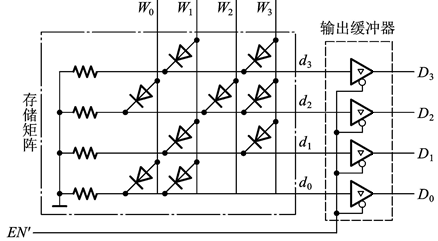 W₀ W₁ W₂ W₃
输出缓冲器
d₃ D₃
d₂ D₂
存储矩阵
d₁ D₁
d₀ D₀
EN′